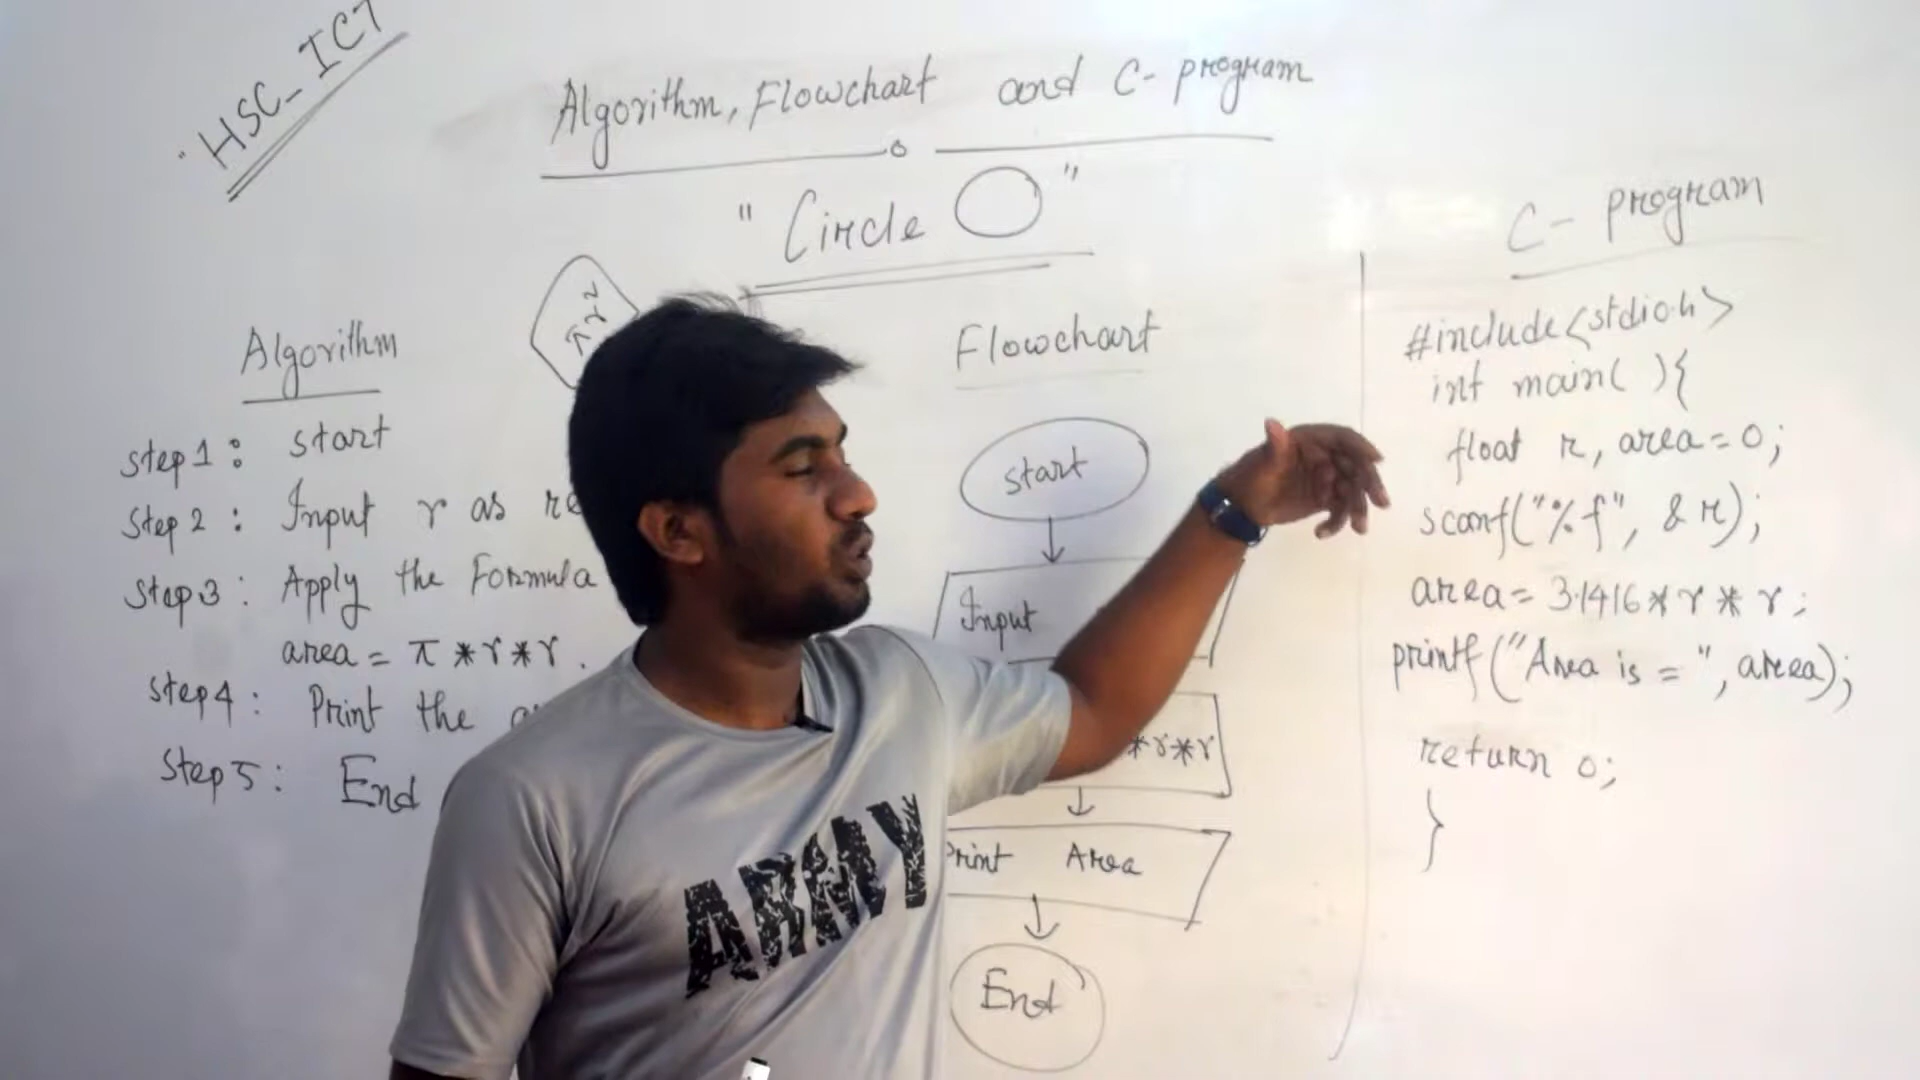 HSC_ICT
Algorithm, Flowchart and C-program
"Circle"
πr²
Algorithm
Step 1: start
Step 2: Input r as
Step 3: Apply the Formula
area = π*r*r.
Step 4: Print the
Step 5: End
Flowchart
start
Input
*r*r
Print Area
End
C-program
#include<stdio.h>
int main( ){
float r, area=0;
scanf("%f", &r);
area=3.1416*r*r;
printf("Area is = ", area);
return 0;
}
ARMY